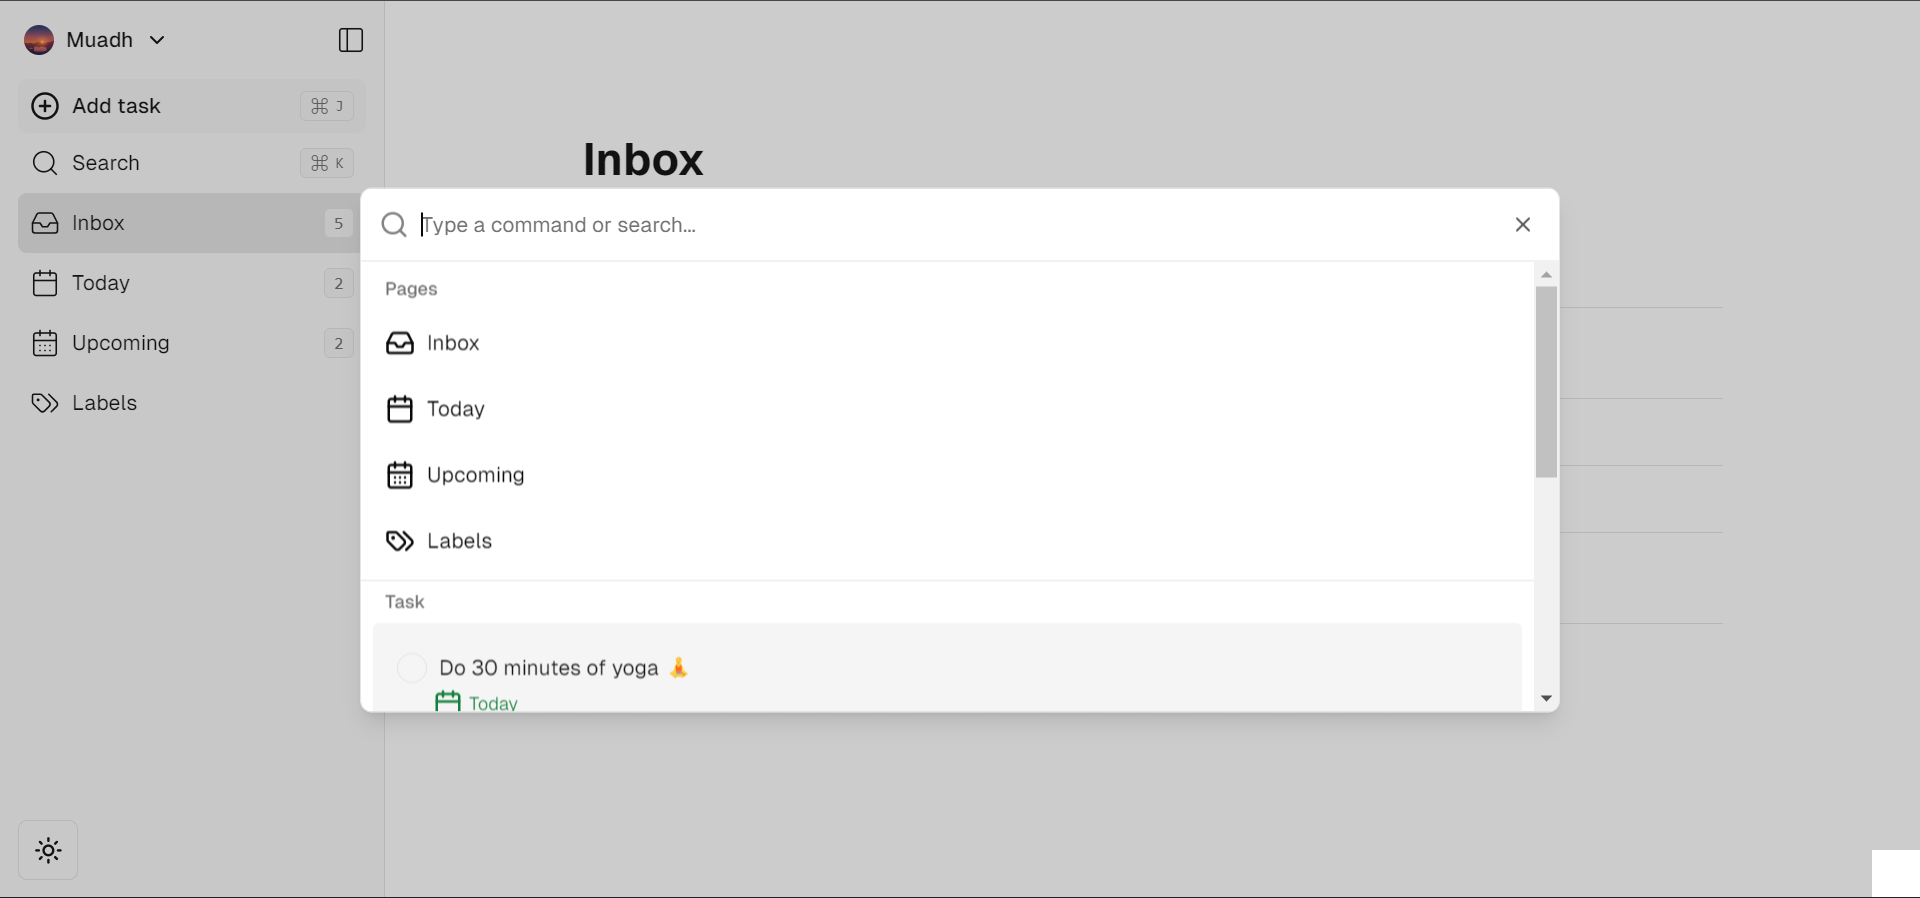 Muadh
Add task
⌘ J
Search
⌘ K
Inbox
5
Today
2
Upcoming
2
Labels
Inbox
Type a command or search...
Pages
Inbox
Today
Upcoming
Labels
Task
Do 30 minutes of yoga 🧘
Today